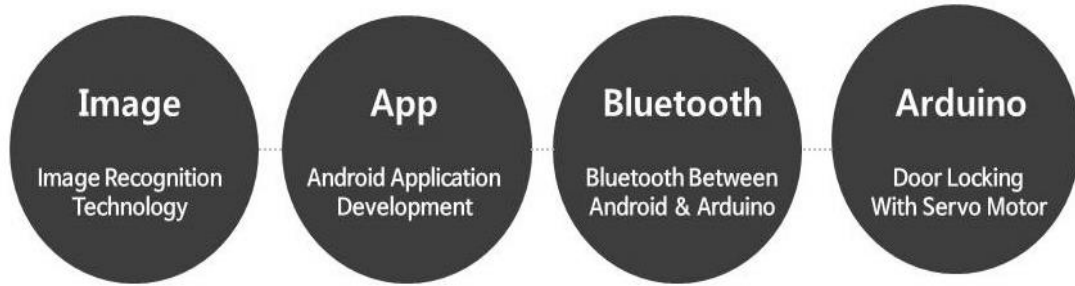 Image
Image Recognition
Technology
App
Android Application
Development
Bluetooth
Bluetooth Between
Android & Arduino
Arduino
Door Locking
With Servo Motor